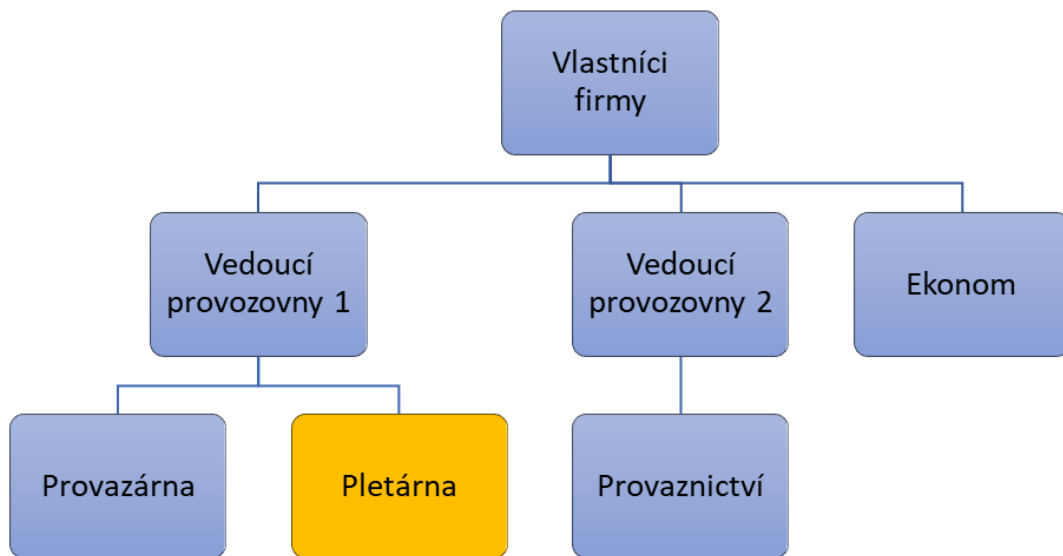 Vlastníci
firmy
Vedoucí
provozovny 1
Vedoucí
provozovny 2
Ekonom
Provazárna
Pletárna
Provaznictví